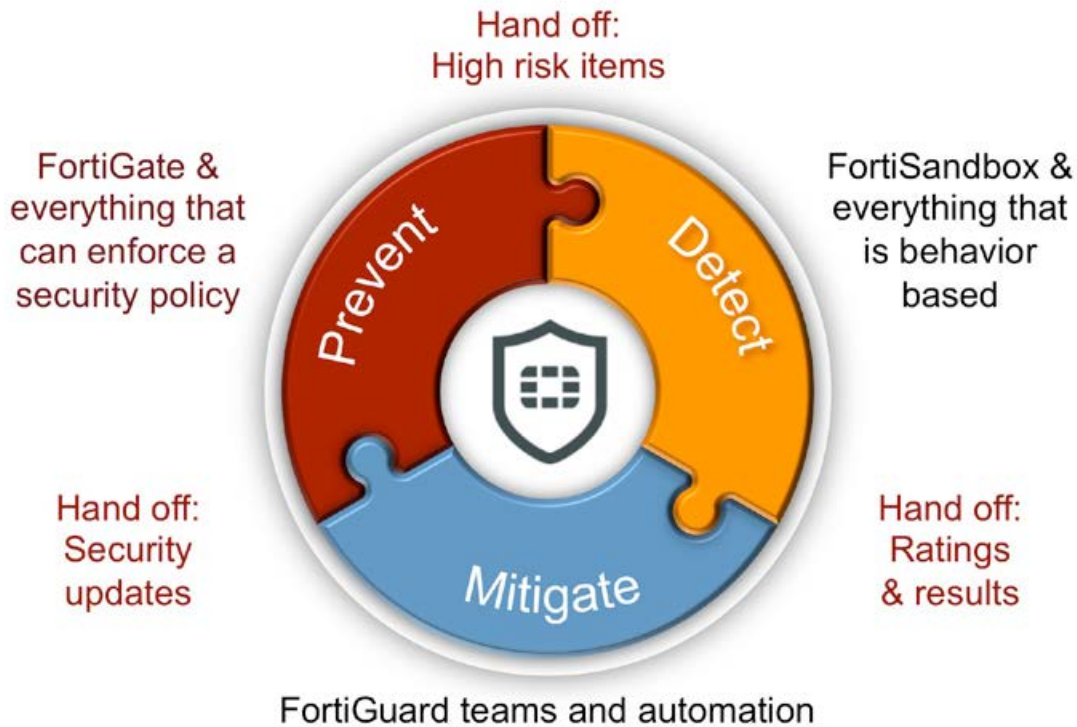 Hand off:
High risk items
FortiGate &
everything that
can enforce a
security policy
Prevent
Detect
FortiSandbox &
everything that
is behavior
based
Hand off:
Security
updates
Mitigate
Hand off:
Ratings
& results
FortiGuard teams and automation